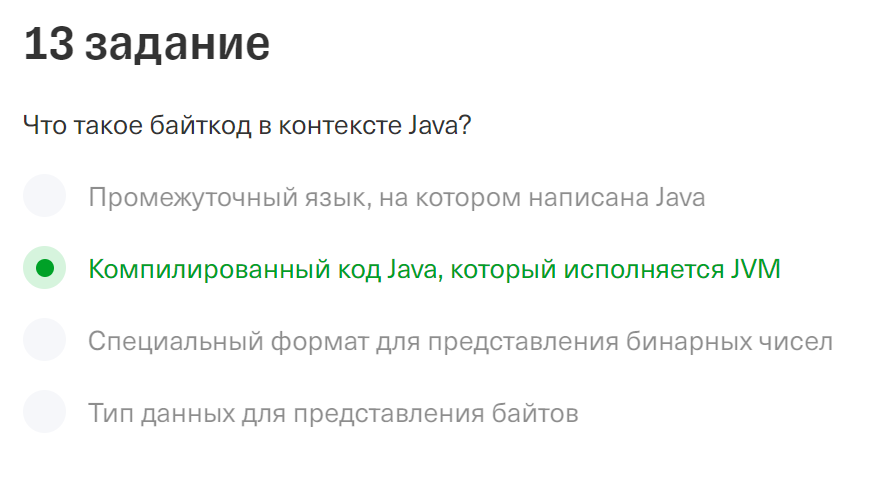 13 задание
Что такое байткод в контексте Java?
Промежуточный язык, на котором написана Java
Компилированный код Java, который исполняется JVM
Специальный формат для представления бинарных чисел
Тип данных для представления байтов